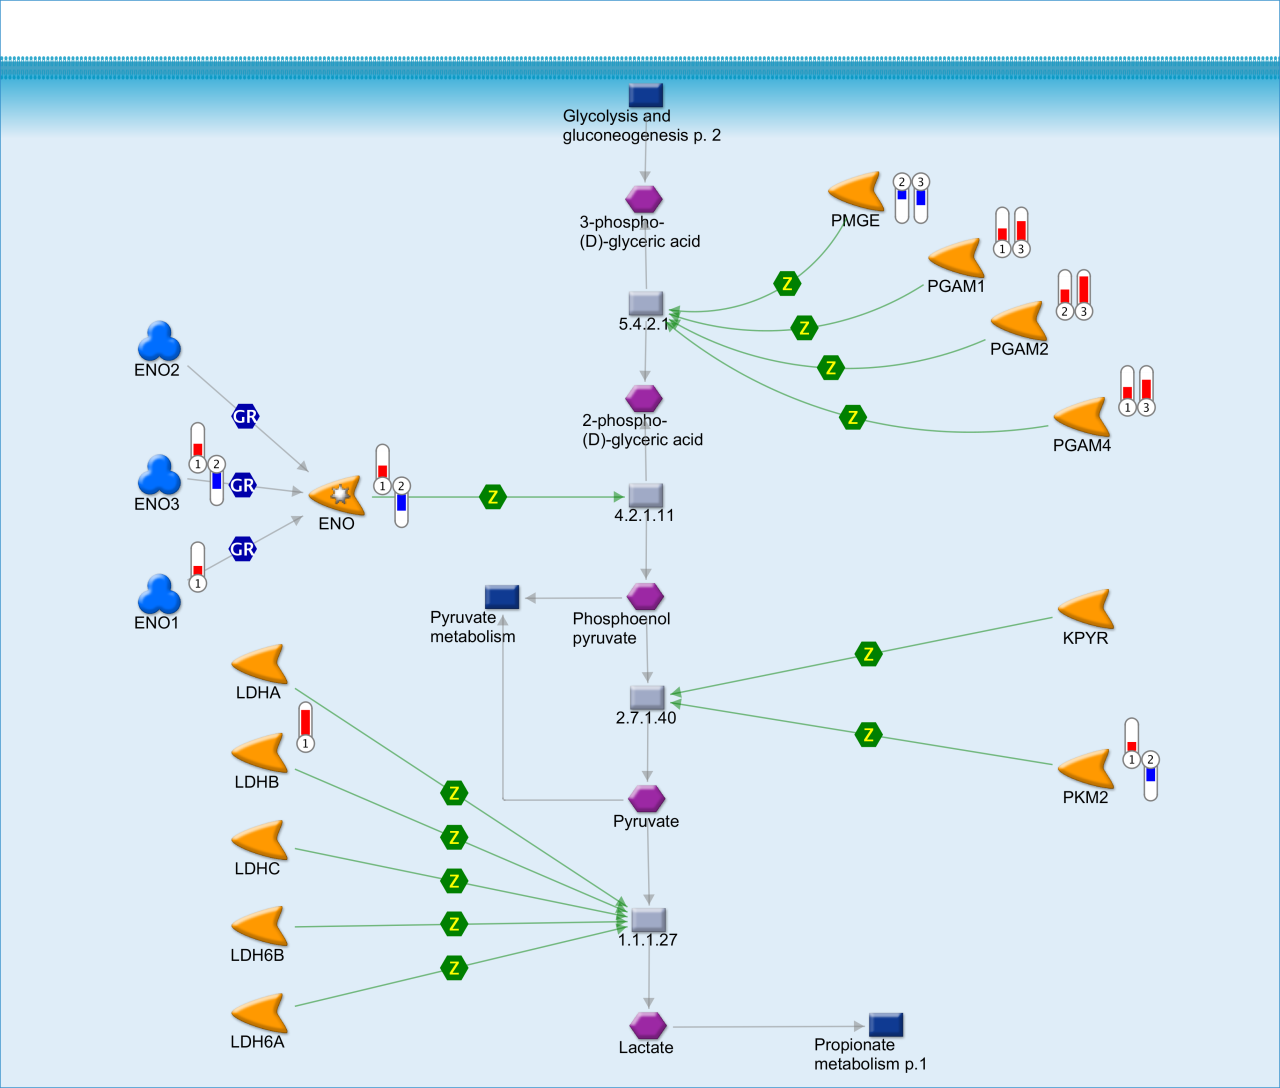 Glycolysis and
gluconeogenesis p. 2
3-phospho-
(D)-glyceric acid
2 3
PMGE
Z
1 3
PGAM1
5.4.2.1
Z
2 3
PGAM2
Z
1 3
PGAM4
Z
2-phospho-
(D)-glyceric acid
ENO2
GR
1 2
ENO3
GR
1 2
ENO
Z
4.2.1.11
GR
1
ENO1
Pyruvate
metabolism
Phosphoenol
pyruvate
KPYR
Z
2.7.1.40
Z
1 2
PKM2
LDHA
1
LDHB
Z
Z
Pyruvate
LDHC
Z
LDH6B
Z
1.1.1.27
Z
LDH6A
Lactate
Propionate
metabolism p.1